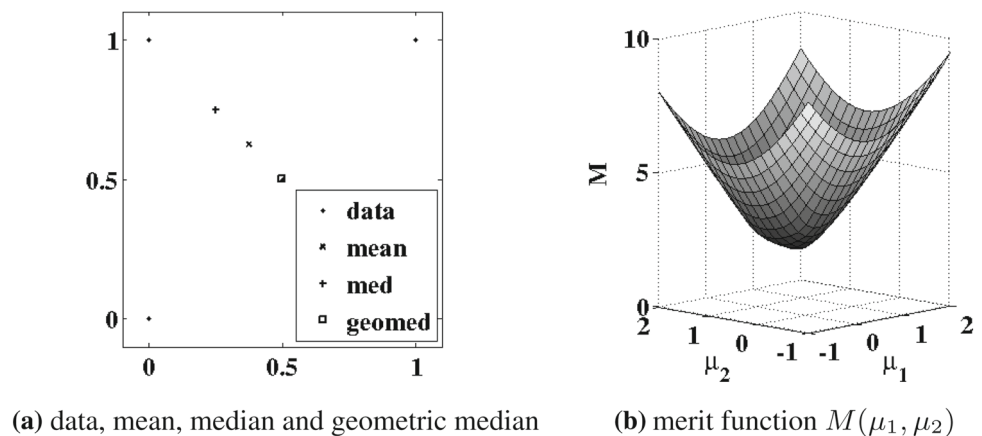 1
0.5
0
0
0.5
1
data
mean
med
geomed
(a) data, mean, median and geometric median
10
5
0
M
2
1
0
-1
μ2
-1
0
1
2
μ1
(b) merit function M(μ1, μ2)